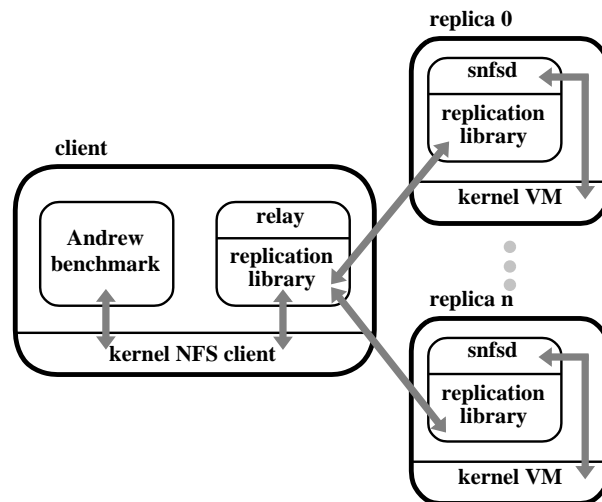 replica 0
snfsd
replication
library
kernel VM
client
Andrew
benchmark
relay
replication
library
kernel NFS client
replica n
snfsd
replication
library
kernel VM